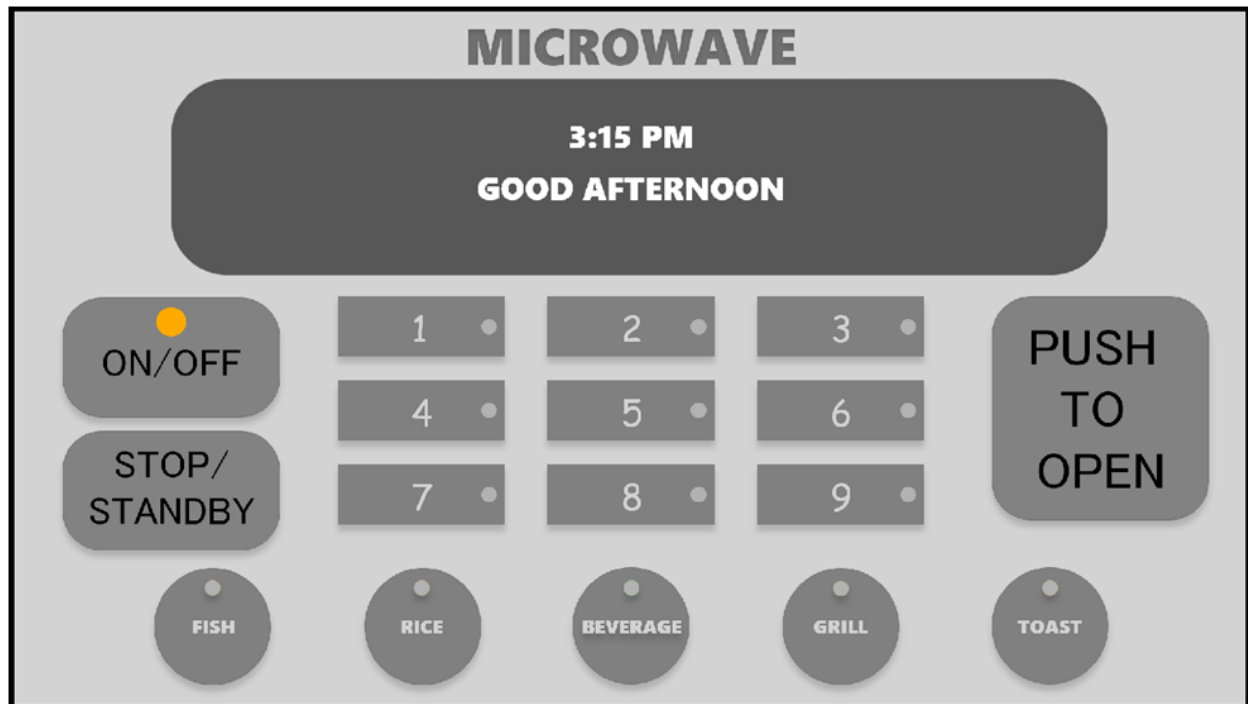 MICROWAVE
3:15 PM
GOOD AFTERNOON
ON/OFF
STOP/
STANDBY
1
2
3
4
5
6
7
8
9
PUSH
TO
OPEN
FISH
RICE
BEVERAGE
GRILL
TOAST